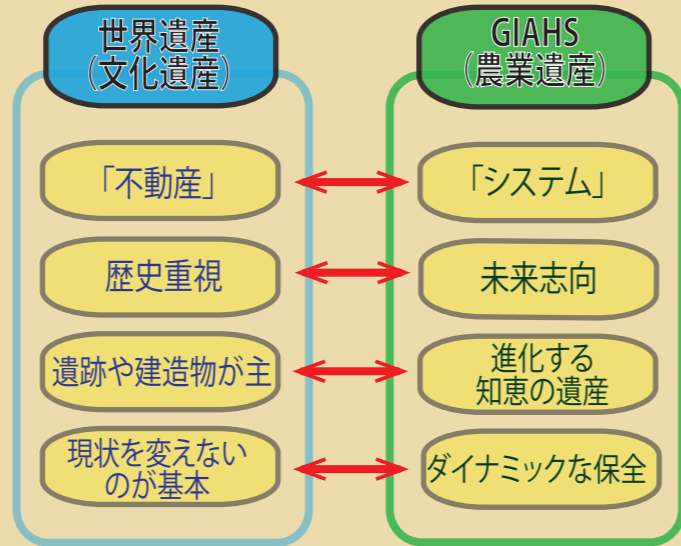 世界遺産
（文化遺産）
GIAHS
（農業遺産）
「不動産」
「システム」
歴史重視
未来志向
遺跡や建造物が主
進化する
知恵の遺産
現状を変えない
のが基本
ダイナミックな保全